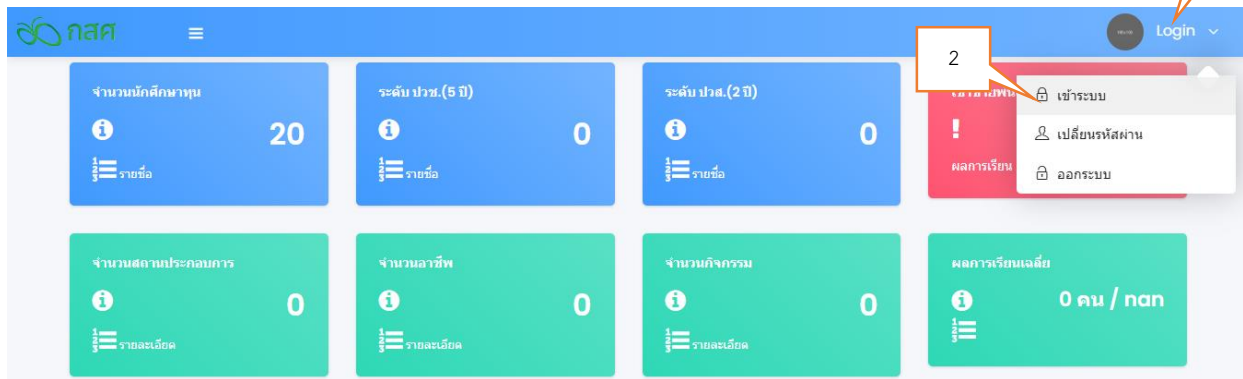 กสศ
Login
2
เข้าระบบ
เปลี่ยนรหัสผ่าน
ออกระบบ
จำนวนนักศึกษาทุน
20
รายชื่อ
ระดับ ปวช.(5 ปี)
0
รายชื่อ
ระดับ ปวส.(2 ปี)
0
รายชื่อ
!
ผลการเรียน
จำนวนสถานประกอบการ
0
รายละเอียด
จำนวนอาชีพ
0
รายละเอียด
จำนวนกิจกรรม
0
รายละเอียด
ผลการเรียนเฉลี่ย
0 คน / nan